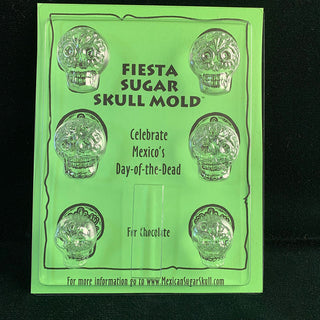 FIESTA
SUGAR
SKULL MOLD™
Celebrate
Mexico's
Day-of-the-Dead
For Chocolate
For more information go to www.MexicanSugarSkull.com